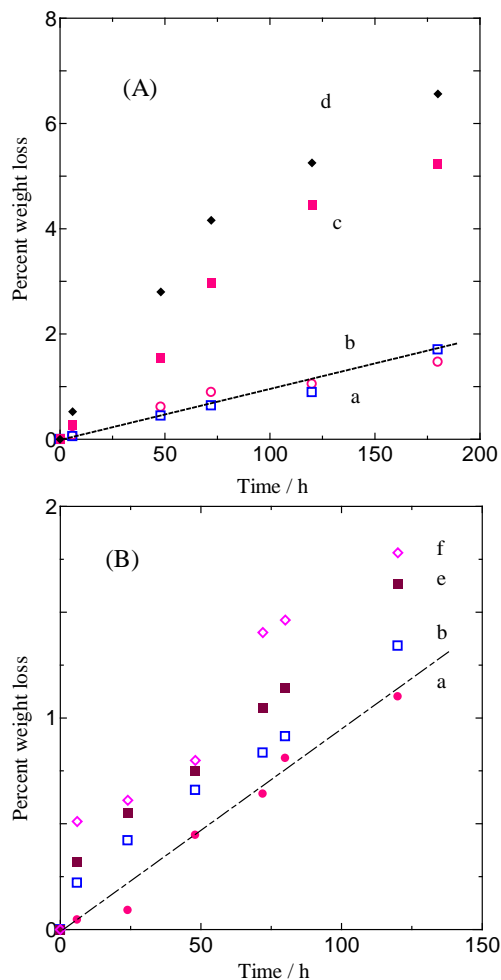 8
(A)
d
6
Percent weight loss
4
c
2
b
a
0
0 50 100 150 200
Time / h
2
(B)
f
e
b
a
Percent weight loss
1
0
0 50 100 150
Time / h